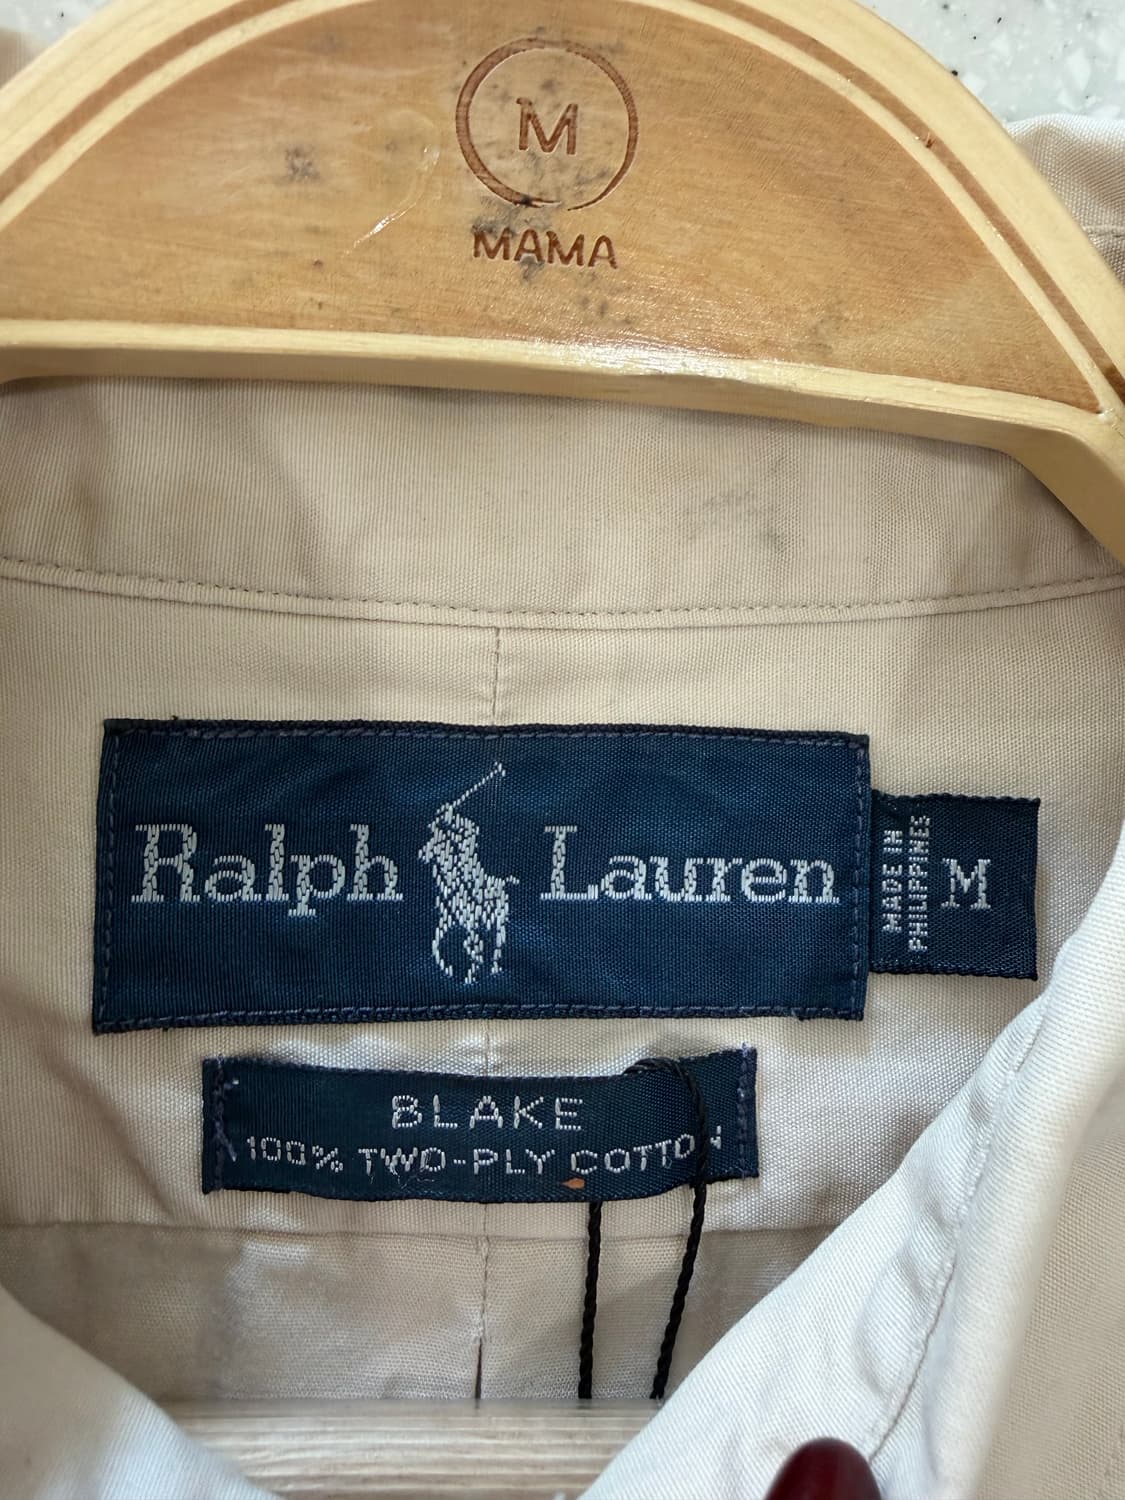 M
MAMA
Ralph Lauren
MADE IN
PHILIPPINES
M
BLAKE
100% TWO-PLY COTTON